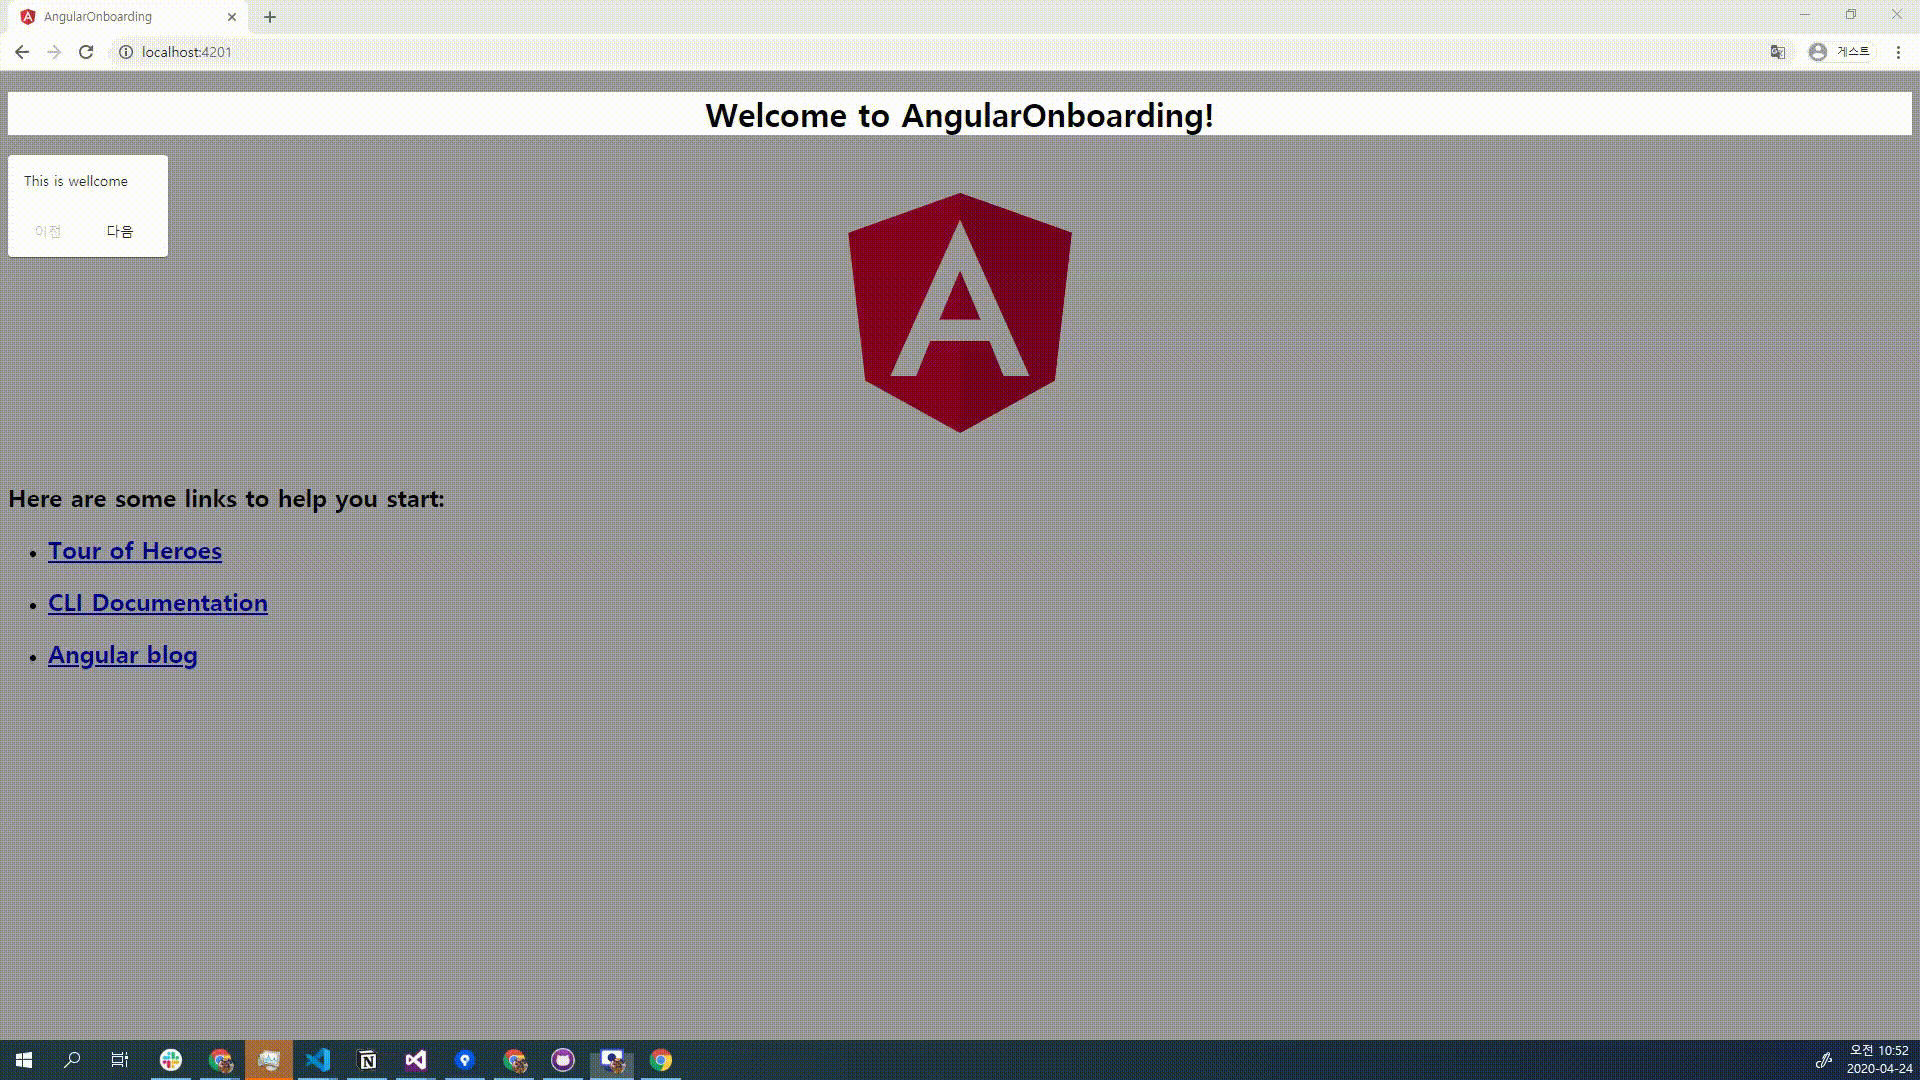 AngularOnboarding
localhost:4201
게스트
Welcome to AngularOnboarding!
This is wellcome
이전 다음
Here are some links to help you start:
Tour of Heroes
CLI Documentation
Angular blog
오전 10:52
2020-04-24